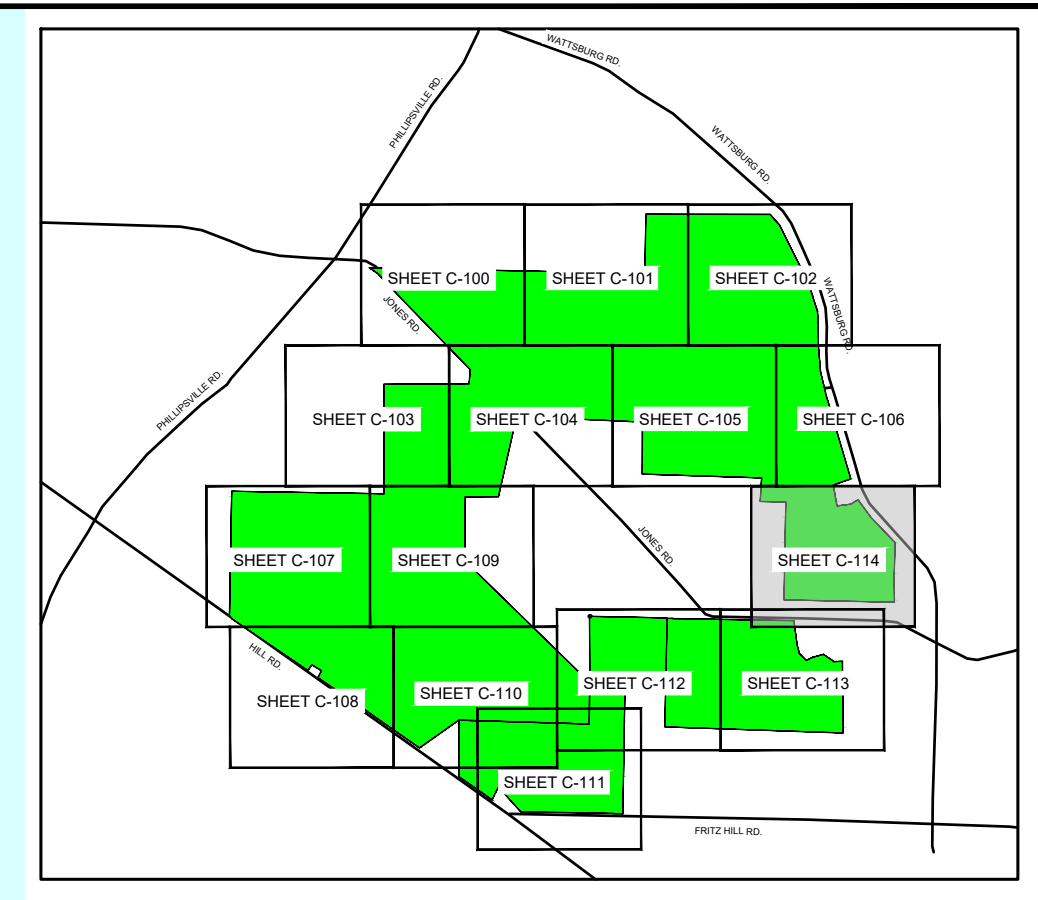 WATTSBURG RD.
PHILLIPSVILLE RD.
WATTSBURG RD.
SHEET C-100
SHEET C-101
SHEET C-102
JONES RD.
WATTSBURG RD.
PHILLIPSVILLE RD.
SHEET C-103
SHEET C-104
SHEET C-105
SHEET C-106
SHEET C-107
SHEET C-109
JONES RD.
SHEET C-114
HILL RD.
SHEET C-108
SHEET C-110
SHEET C-112
SHEET C-113
SHEET C-111
FRITZ HILL RD.